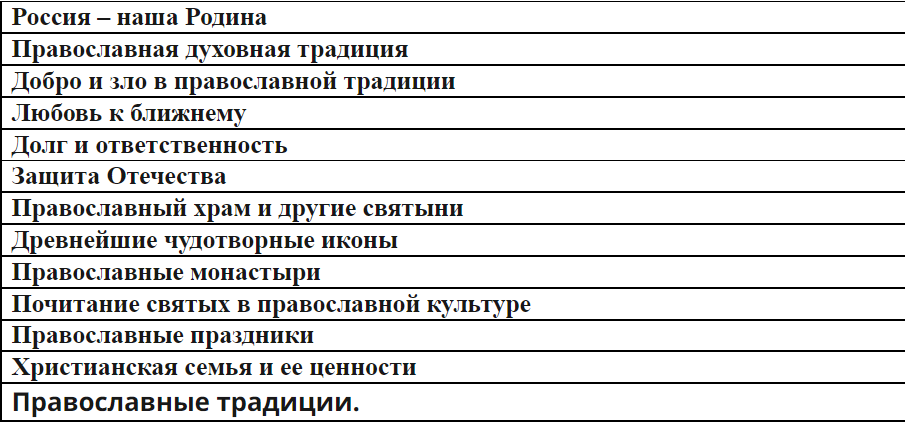 Россия – наша Родина
Православная духовная традиция
Добро и зло в православной традиции
Любовь к ближнему
Долг и ответственность
Защита Отечества
Православный храм и другие святыни
Древнейшие чудотворные иконы
Православные монастыри
Почитание святых в православной культуре
Православные праздники
Христианская семья и ее ценности
Православные традиции.